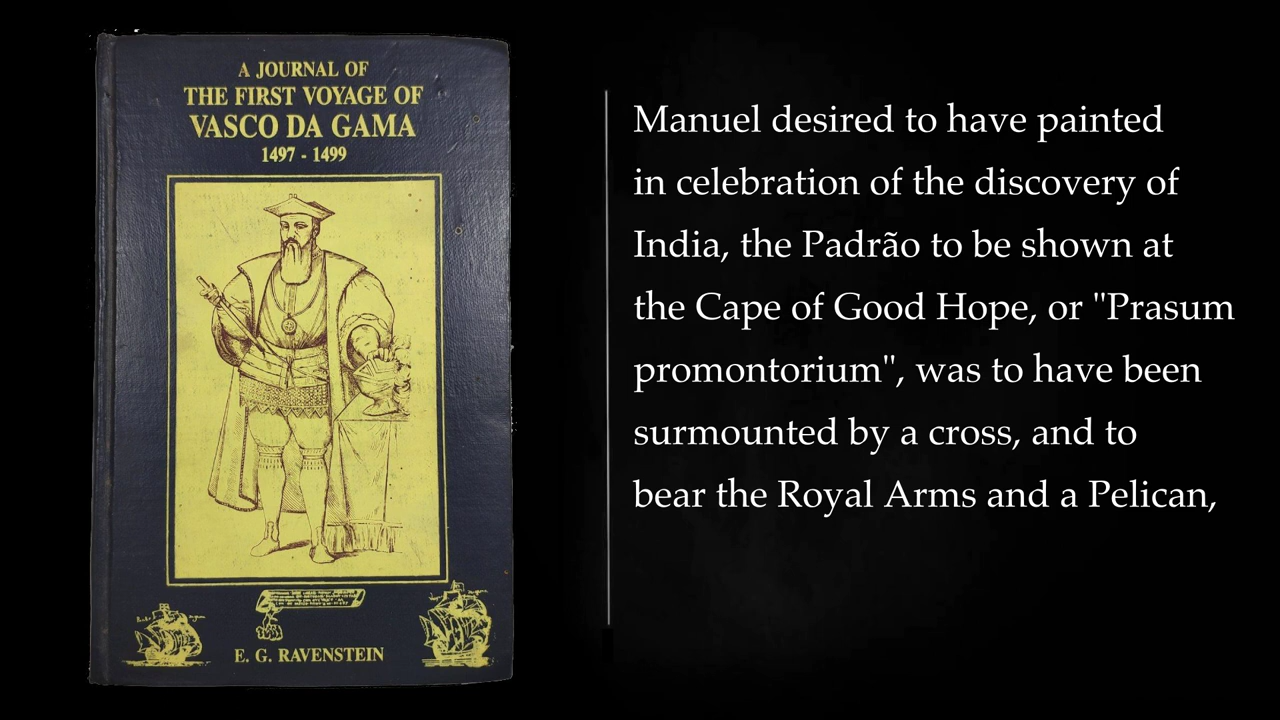 A JOURNAL OF
THE FIRST VOYAGE OF
VASCO DA GAMA
1497 - 1499
E. G. RAVENSTEIN
Manuel desired to have painted
in celebration of the discovery of
India, the Padrão to be shown at
the Cape of Good Hope, or "Prasum
promontorium", was to have been
surmounted by a cross, and to
bear the Royal Arms and a Pelican,